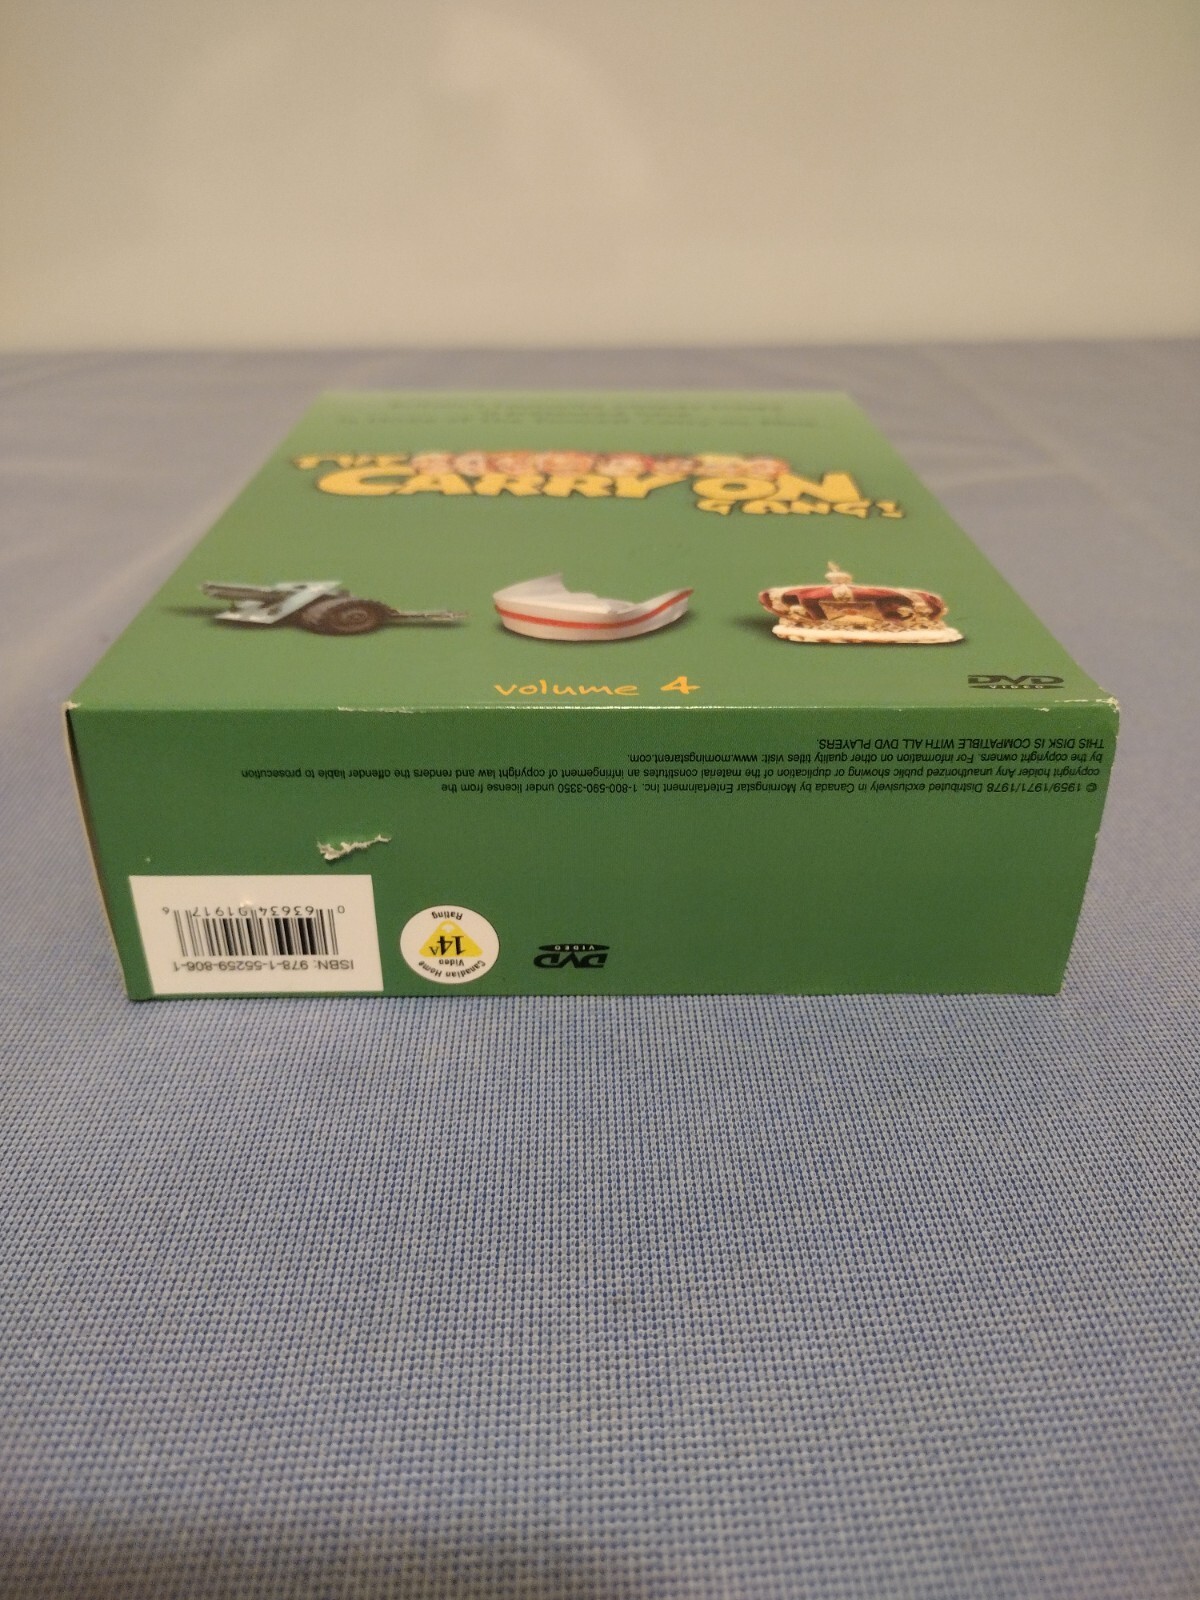 THE
CARRY ON
GANG!
volume 4
DVD
VIDEO
© 1959/1971/1978 Distributed exclusively in Canada by Morningstar Entertainment Inc. 1-800-590-3350 under license from the
copyright holder Any unauthorized public showing or duplication of the material constitutes an infringement of copyright law and renders the offender liable to prosecution
by the copyright owners. For information on other quality titles visit: www.morningstarent.com.
THIS DISK IS COMPATIBLE WITH ALL DVD PLAYERS.
DVD
VIDEO
Canadian Home
Video
14A
Rating
ISBN: 978-1-55259-806-1
0 63634 01917 6